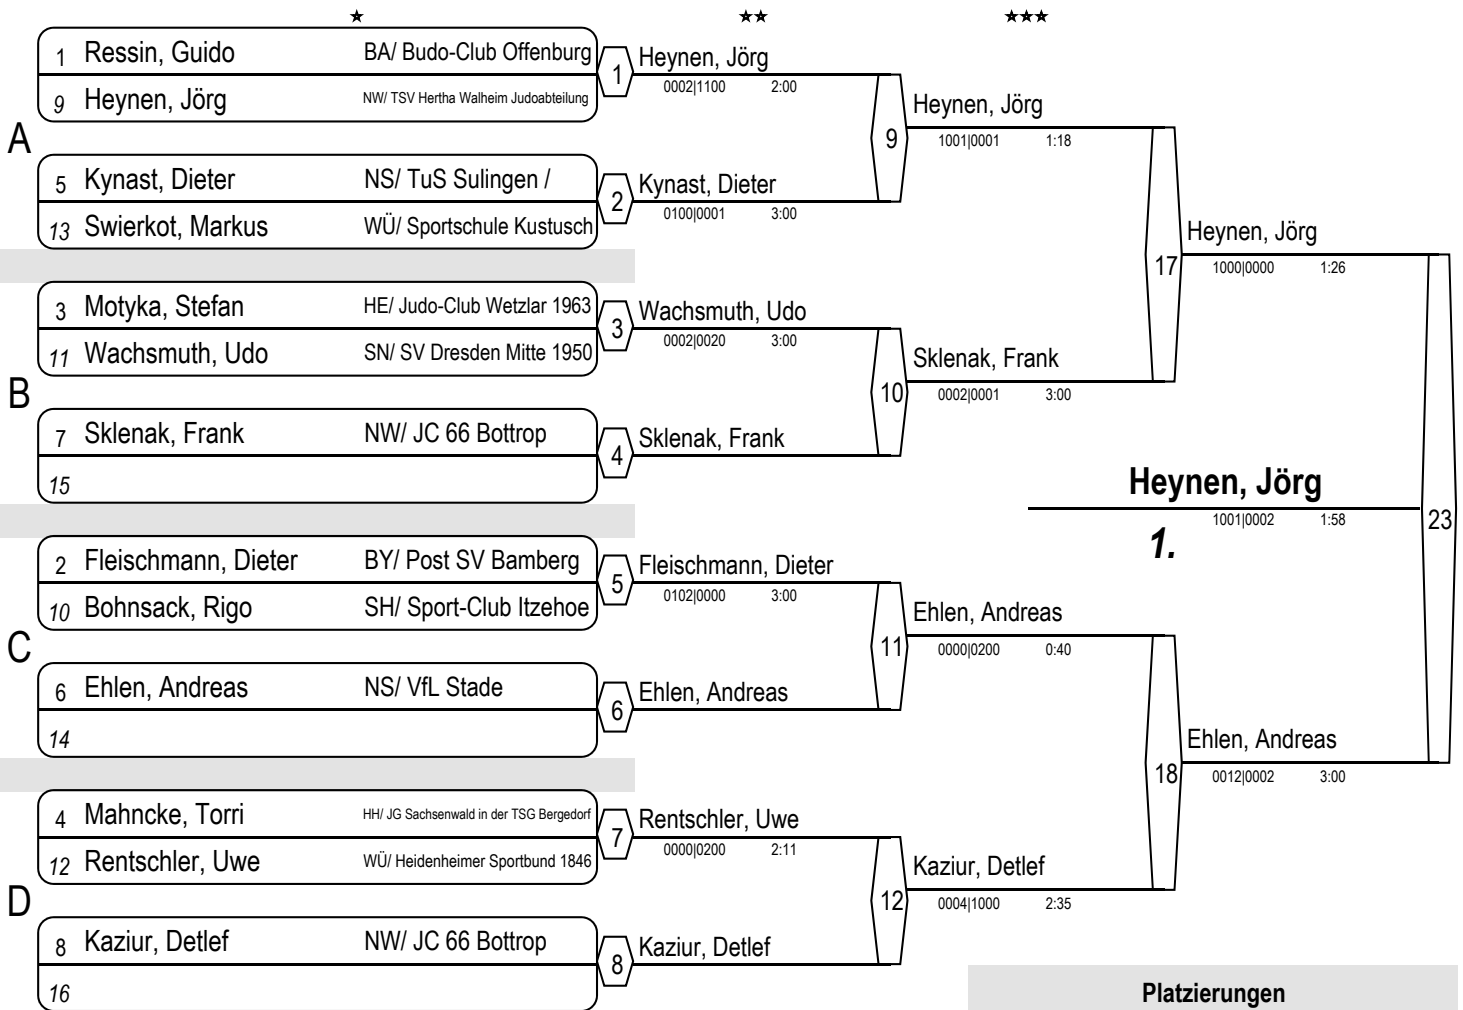 1 Ressin, Guido BA/ Budo-Club Offenburg
9 Heynen, Jörg NW/ TSV Hertha Walheim Judoabteilung
A
5 Kynast, Dieter NS/ TuS Sulingen /
13 Swierkot, Markus WÜ/ Sportschule Kustusch
3 Motyka, Stefan HE/ Judo-Club Wetzlar 1963
11 Wachsmuth, Udo SN/ SV Dresden Mitte 1950
B
7 Sklenak, Frank NW/ JC 66 Bottrop
15
2 Fleischmann, Dieter BY/ Post SV Bamberg
10 Bohnsack, Rigo SH/ Sport-Club Itzehoe
C
6 Ehlen, Andreas NS/ VfL Stade
14
4 Mahncke, Torri HH/ JG Sachsenwald in der TSG Bergedorf
12 Rentschler, Uwe WÜ/ Heidenheimer Sportbund 1846
D
8 Kaziur, Detlef NW/ JC 66 Bottrop
16
1 Heynen, Jörg
0002|1100 2:00
2 Kynast, Dieter
0100|0001 3:00
3 Wachsmuth, Udo
0002|0020 3:00
4 Sklenak, Frank
5 Fleischmann, Dieter
0102|0000 3:00
6 Ehlen, Andreas
7 Rentschler, Uwe
0000|0200 2:11
8 Kaziur, Detlef
9 Heynen, Jörg
1001|0001 1:18
10 Sklenak, Frank
0002|0001 3:00
11 Ehlen, Andreas
0000|0200 0:40
12 Kaziur, Detlef
0004|1000 2:35
17 Heynen, Jörg
1000|0000 1:26
18 Ehlen, Andreas
0012|0002 3:00
23
Heynen, Jörg
1001|0002 1:58
1.
Platzierungen